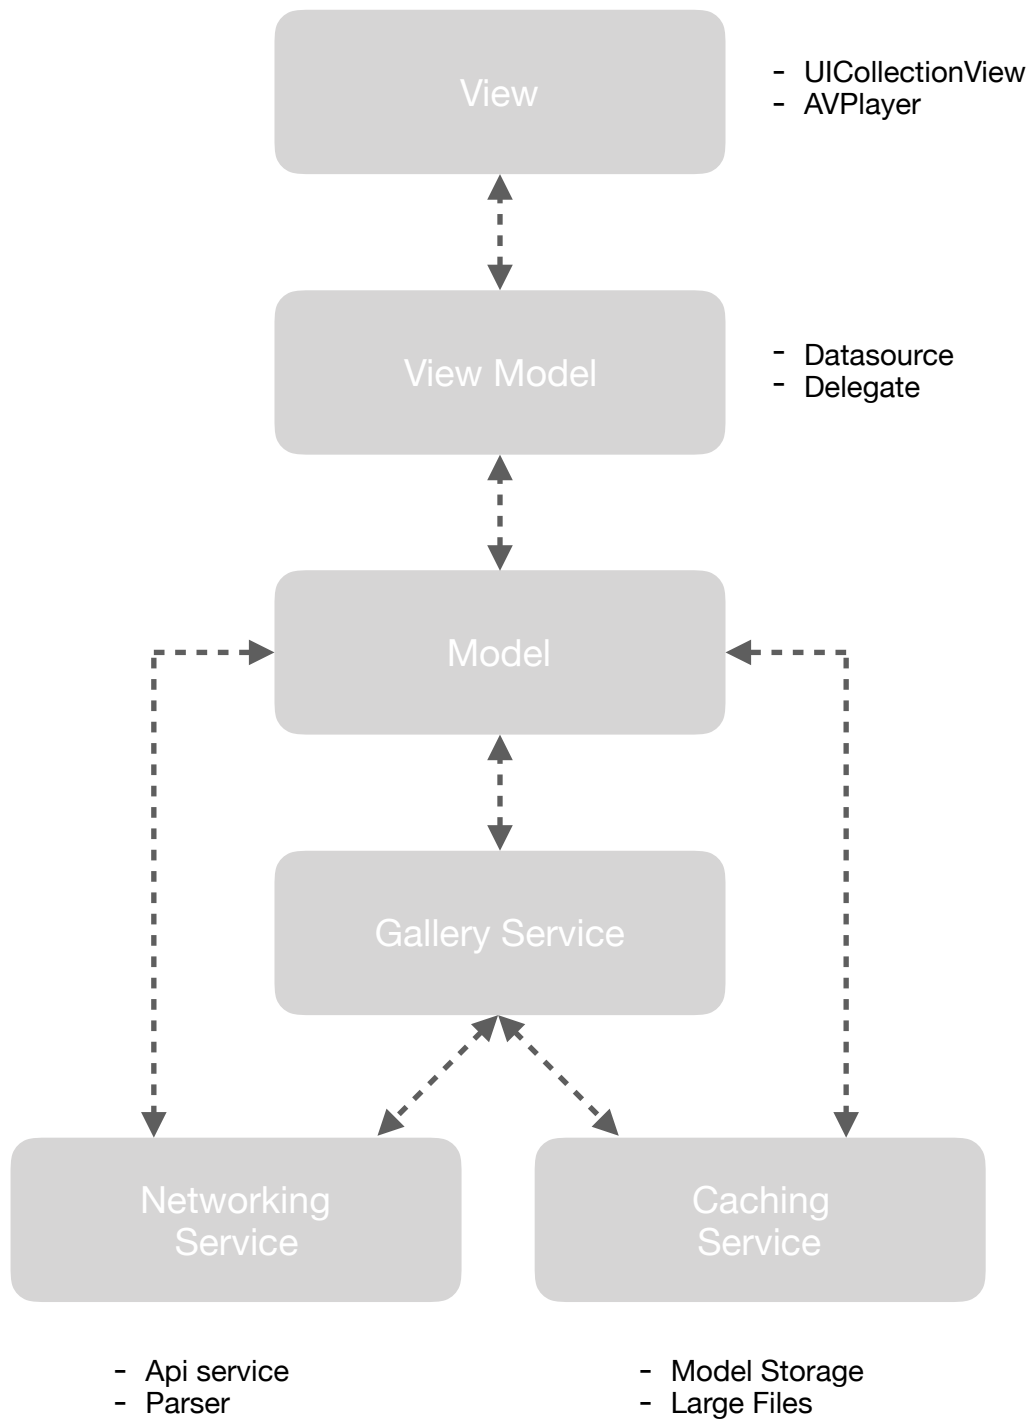 View
- UICollectionView
- AVPlayer
View Model
- Datasource
- Delegate
Model
Gallery Service
Networking
Service
Caching
Service
- Api service
- Parser
- Model Storage
- Large Files